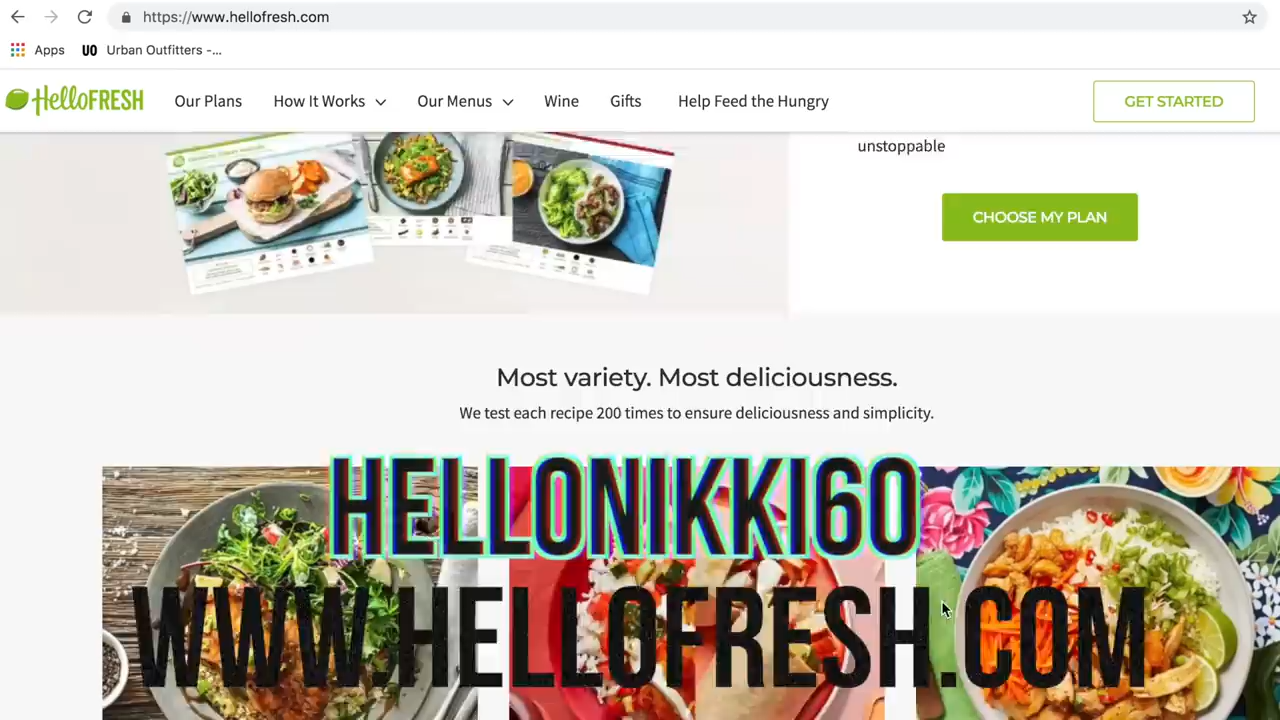 https://www.hellofresh.com
Apps
UO Urban Outfitters -...
HelloFRESH
Our Plans
How It Works
Our Menus
Wine
Gifts
Help Feed the Hungry
GET STARTED
unstoppable
CHOOSE MY PLAN
Most variety. Most deliciousness.
We test each recipe 200 times to ensure deliciousness and simplicity.
HELLONIKKI60
WWW.HELLOFRESH.COM